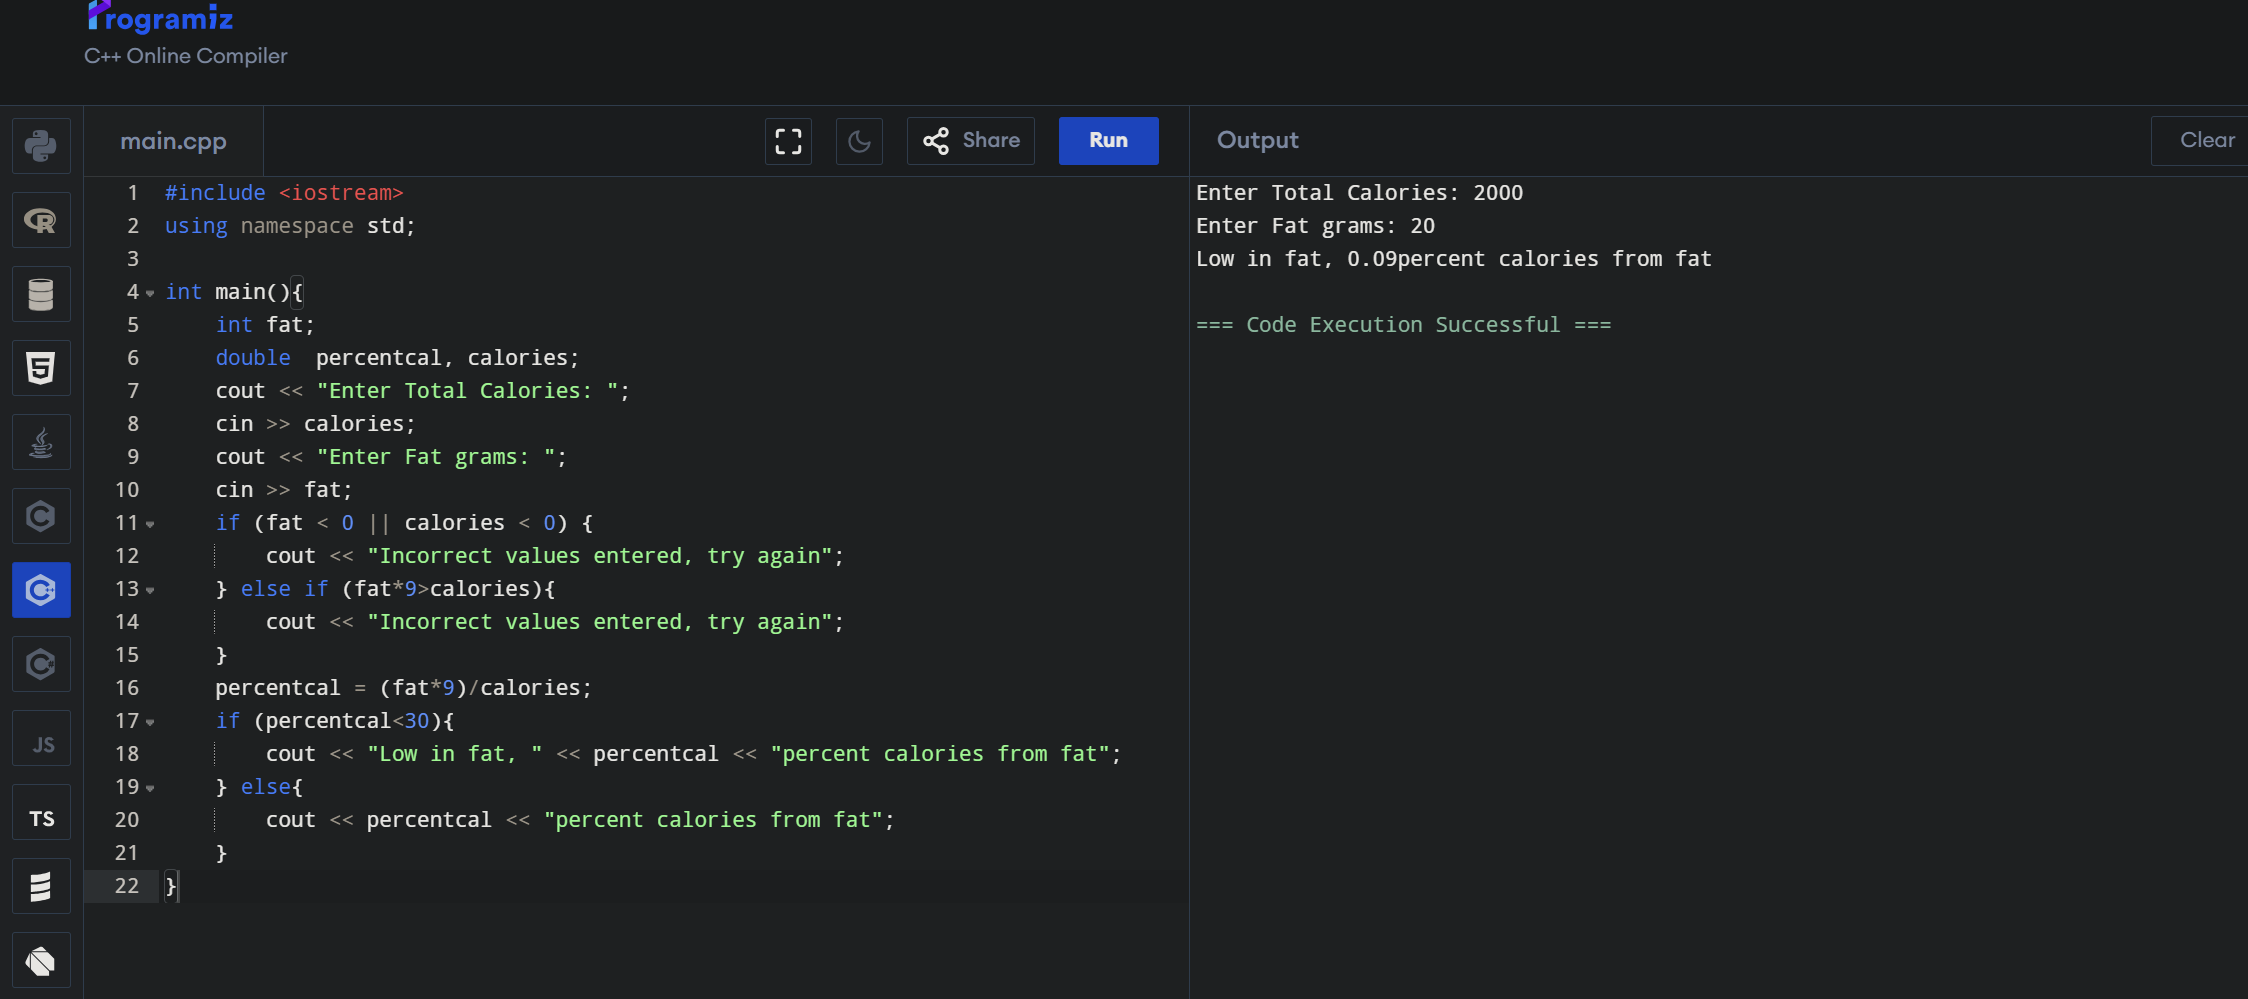 Programiz
C++ Online Compiler
main.cpp
Share
Run
Output
Clear
1 #include <iostream>
2 using namespace std;
3
4 int main(){
5     int fat;
6     double  percentcal, calories;
7     cout << "Enter Total Calories: ";
8     cin >> calories;
9     cout << "Enter Fat grams: ";
10     cin >> fat;
11     if (fat < 0 || calories < 0) {
12         cout << "Incorrect values entered, try again";
13     } else if (fat*9>calories){
14         cout << "Incorrect values entered, try again";
15     }
16     percentcal = (fat*9)/calories;
17     if (percentcal<30){
18         cout << "Low in fat, " << percentcal << "percent calories from fat";
19     } else{
20         cout << percentcal << "percent calories from fat";
21     }
22 }
Enter Total Calories: 2000
Enter Fat grams: 20
Low in fat, 0.09percent calories from fat
=== Code Execution Successful ===
R
5
C
C++
C#
JS
TS